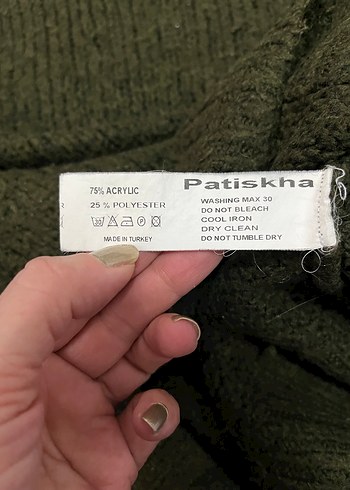 Patiskha
75% ACRYLIC
25 % POLYESTER
MADE IN TURKEY
WASHING MAX 30
DO NOT BLEACH
COOL IRON
DRY CLEAN
DO NOT TUMBLE DRY